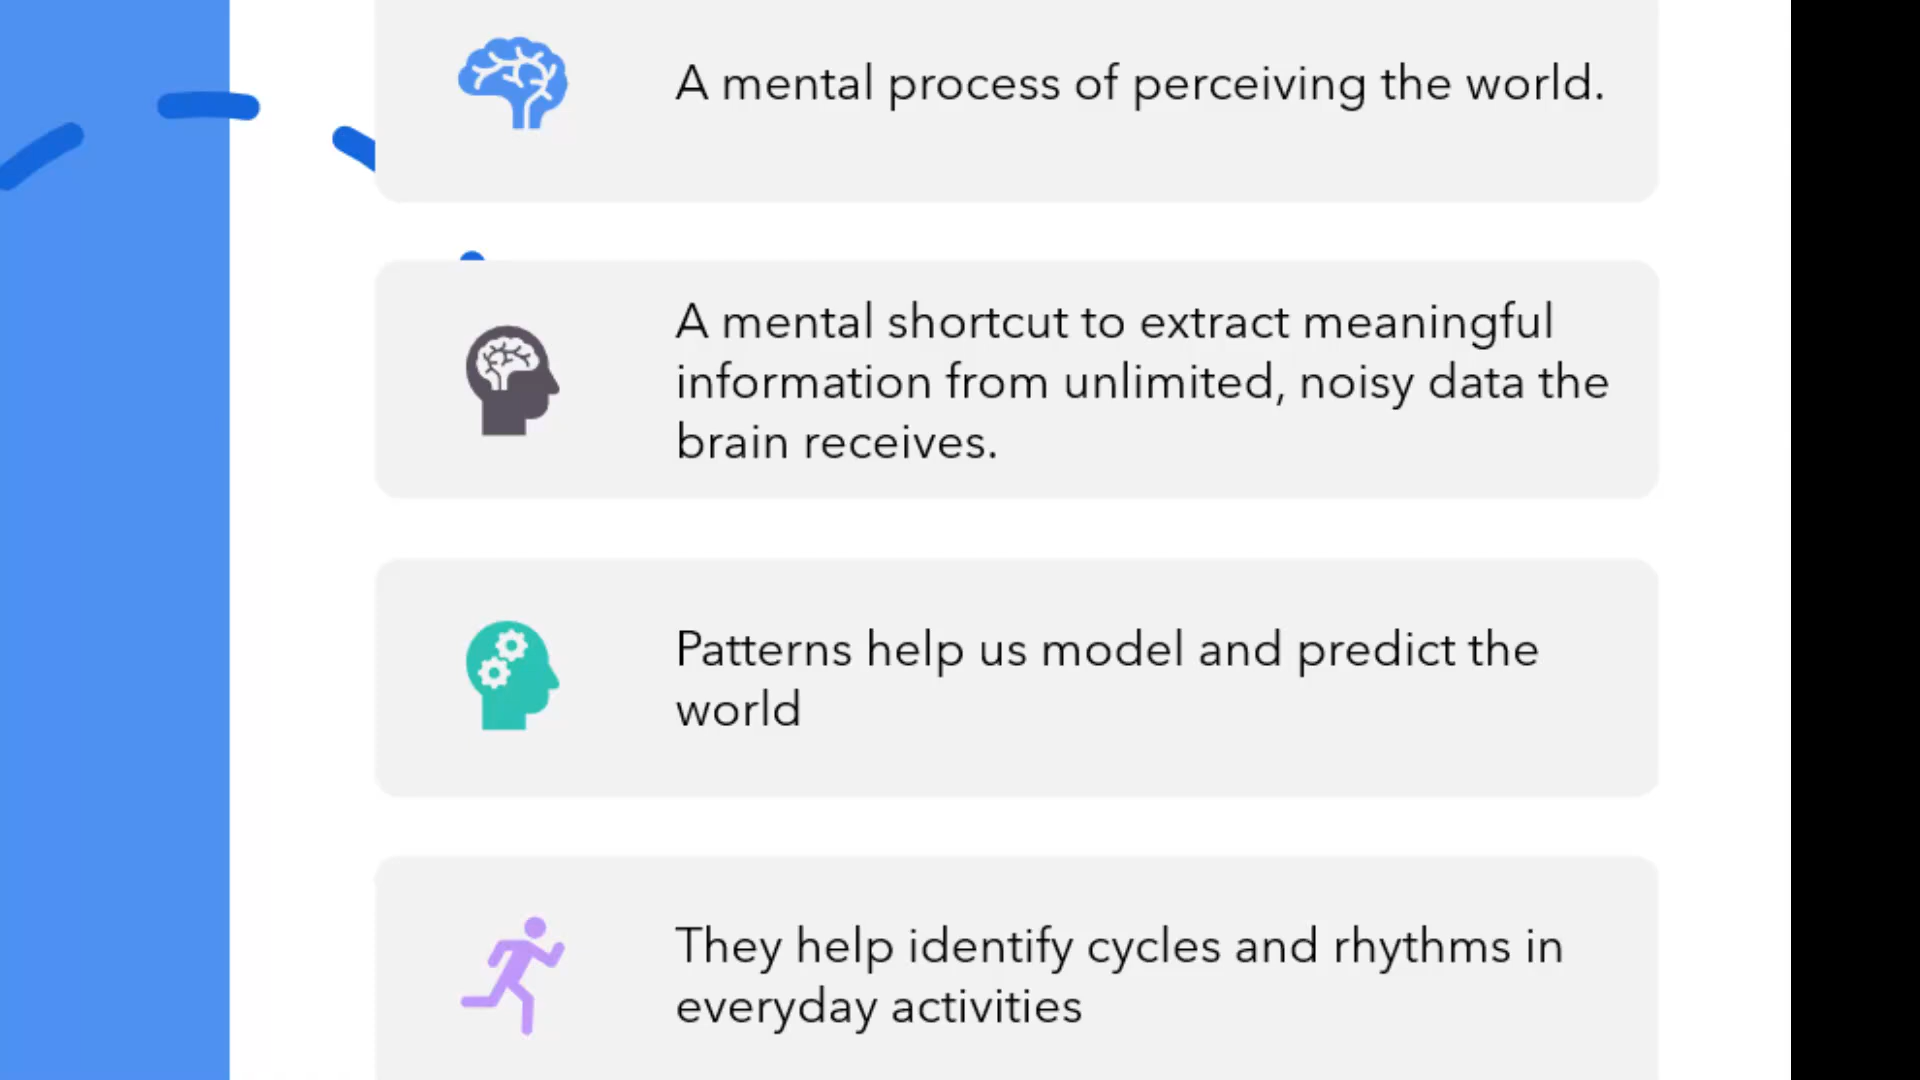 A mental process of perceiving the world.
A mental shortcut to extract meaningful
information from unlimited, noisy data the
brain receives.
Patterns help us model and predict the
world
They help identify cycles and rhythms in
everyday activities